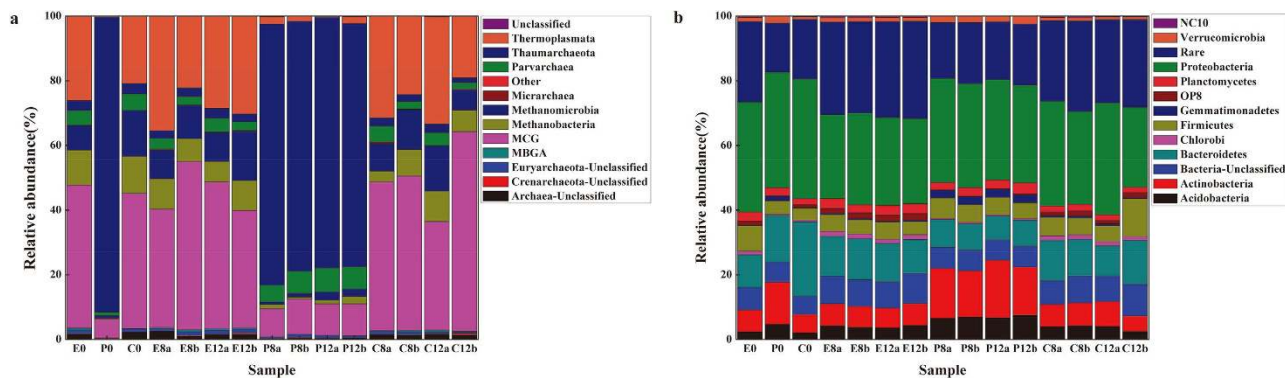 a
Relative abundance(%)
100
80
60
40
20
0
E0 P0 C0 E8a E8b E12a E12b P8a P8b P12a P12b C8a C8b C12a C12b
Sample
Unclassified
Thermoplasmata
Thaumarchaeota
Parvarchaea
Other
Micrarchaea
Methanomicrobia
Methanobacteria
MCG
MBGA
Euryarchaeota-Unclassified
Crenarchaeota-Unclassified
Archaea-Unclassified
b
Relative abundance(%)
100
80
60
40
20
0
E0 P0 C0 E8a E8b E12a E12b P8a P8b P12a P12b C8a C8b C12a C12b
Sample
NC10
Verrucomicrobia
Rare
Proteobacteria
Planctomycetes
OP8
Gemmatimonadetes
Firmicutes
Chlorobi
Bacteroidetes
Bacteria-Unclassified
Actinobacteria
Acidobacteria